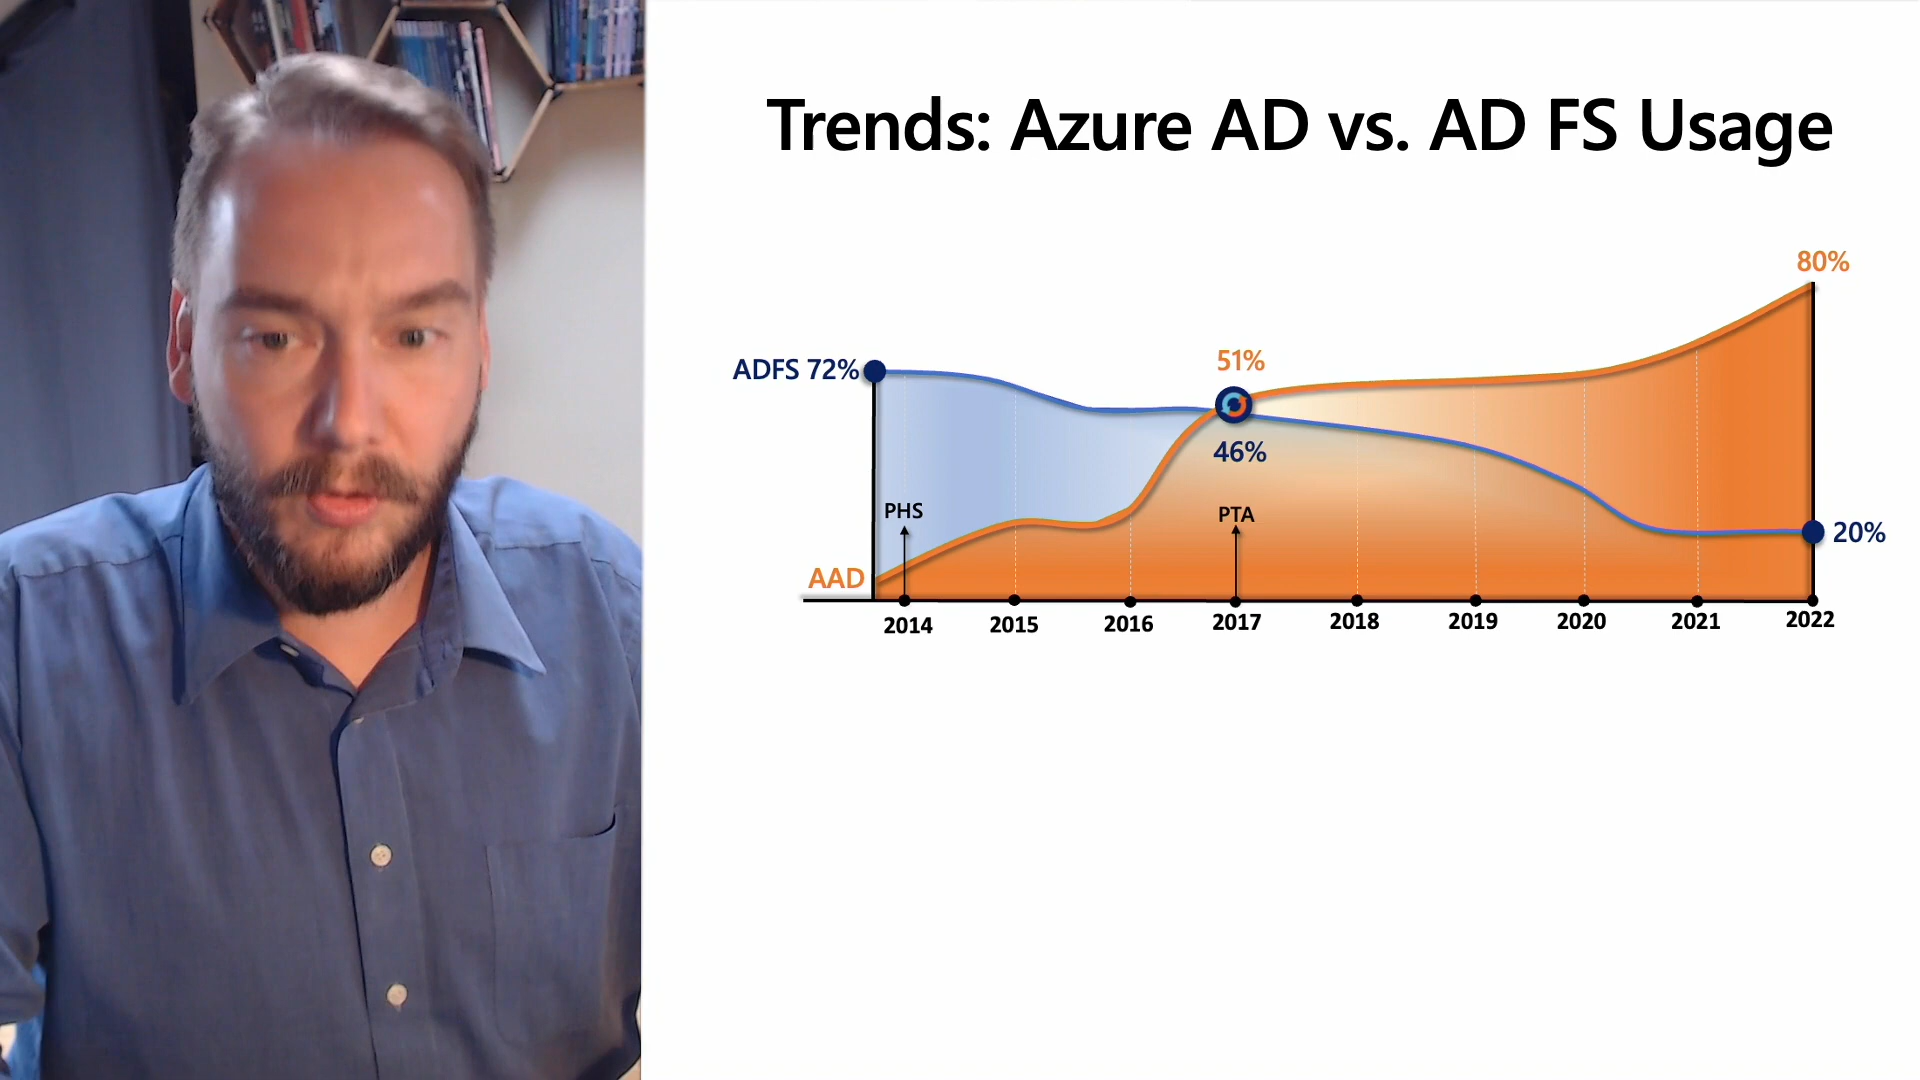 Trends: Azure AD vs. AD FS Usage
80%
51%
ADFS 72%
46%
PHS
PTA
20%
AAD
2014 2015 2016 2017 2018 2019 2020 2021 2022